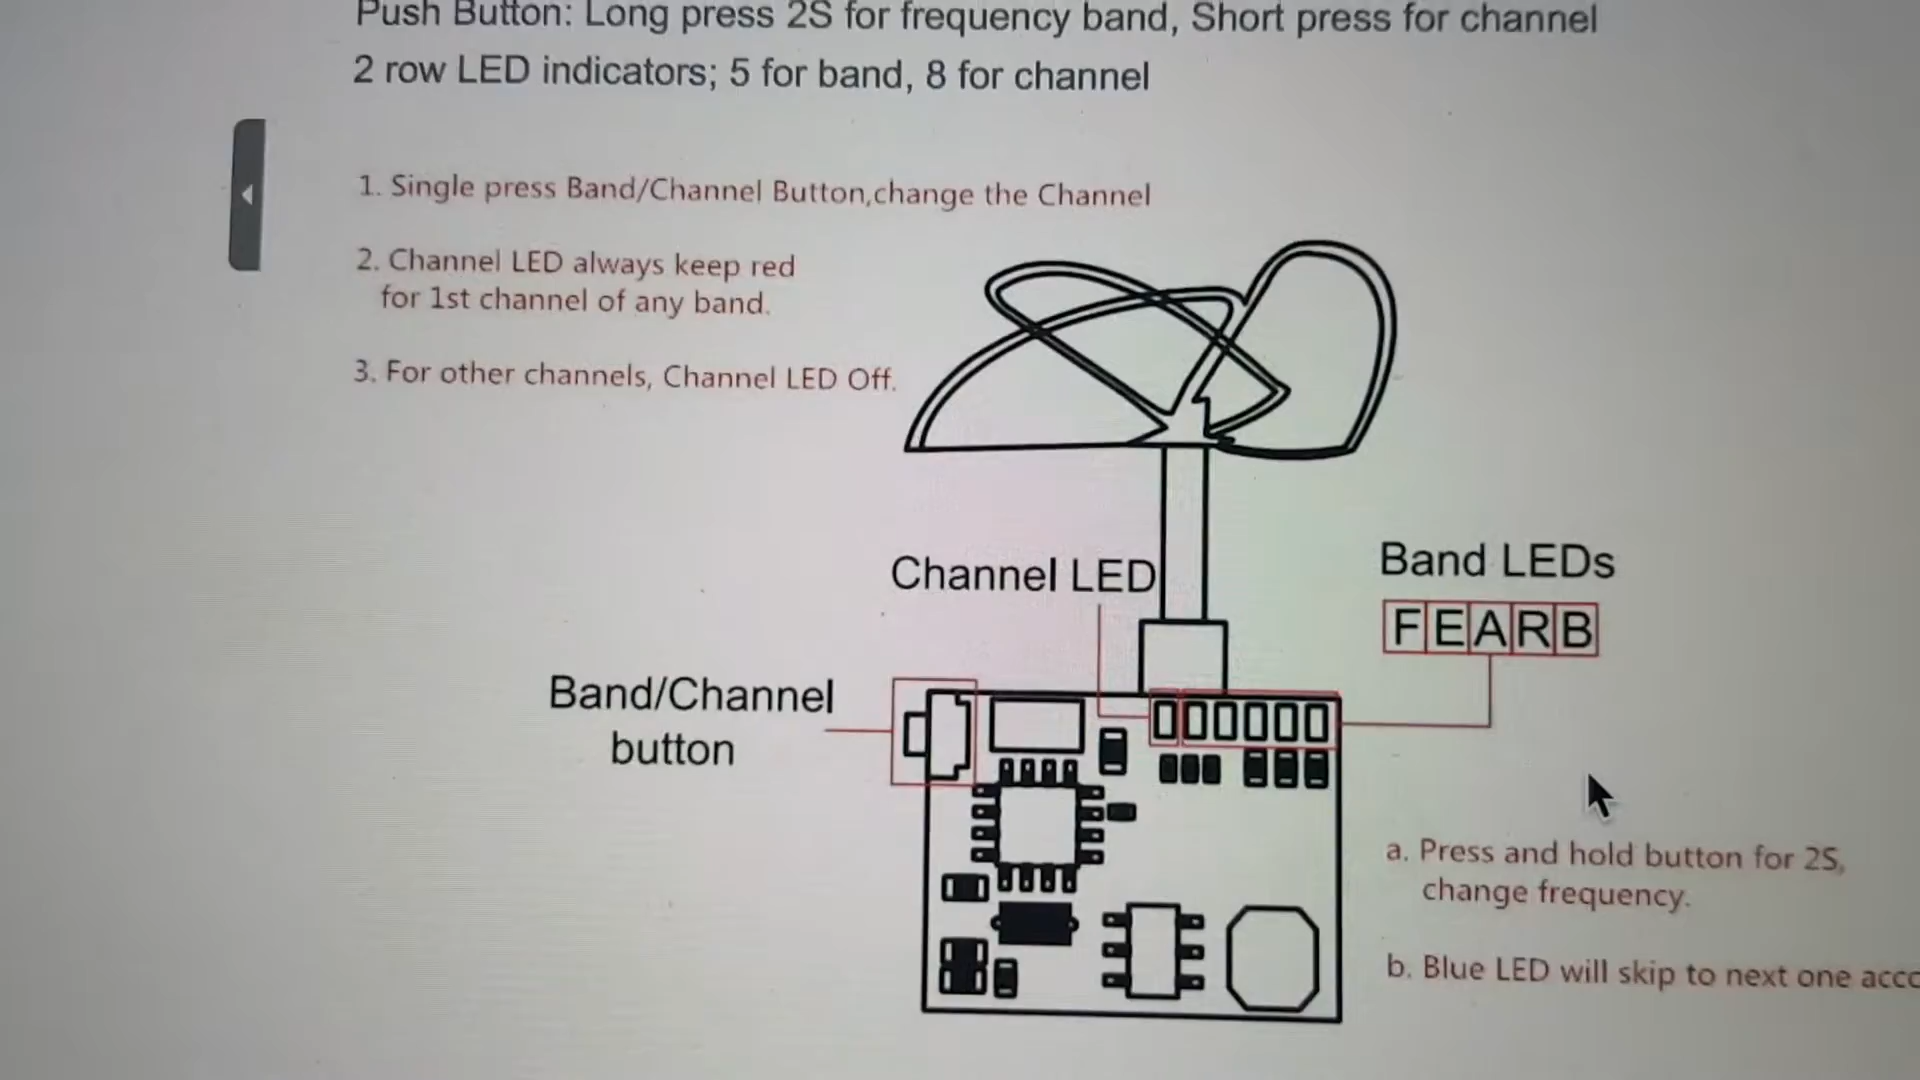 Push Button: Long press 2S for frequency band, Short press for channel
2 row LED indicators; 5 for band, 8 for channel
1. Single press Band/Channel Button,change the Channel
2. Channel LED always keep red
for 1st channel of any band.
3. For other channels, Channel LED Off.
Channel LED
Band LEDs
FEARB
Band/Channel
button
a. Press and hold button for 2S,
change frequency.
b. Blue LED will skip to next one